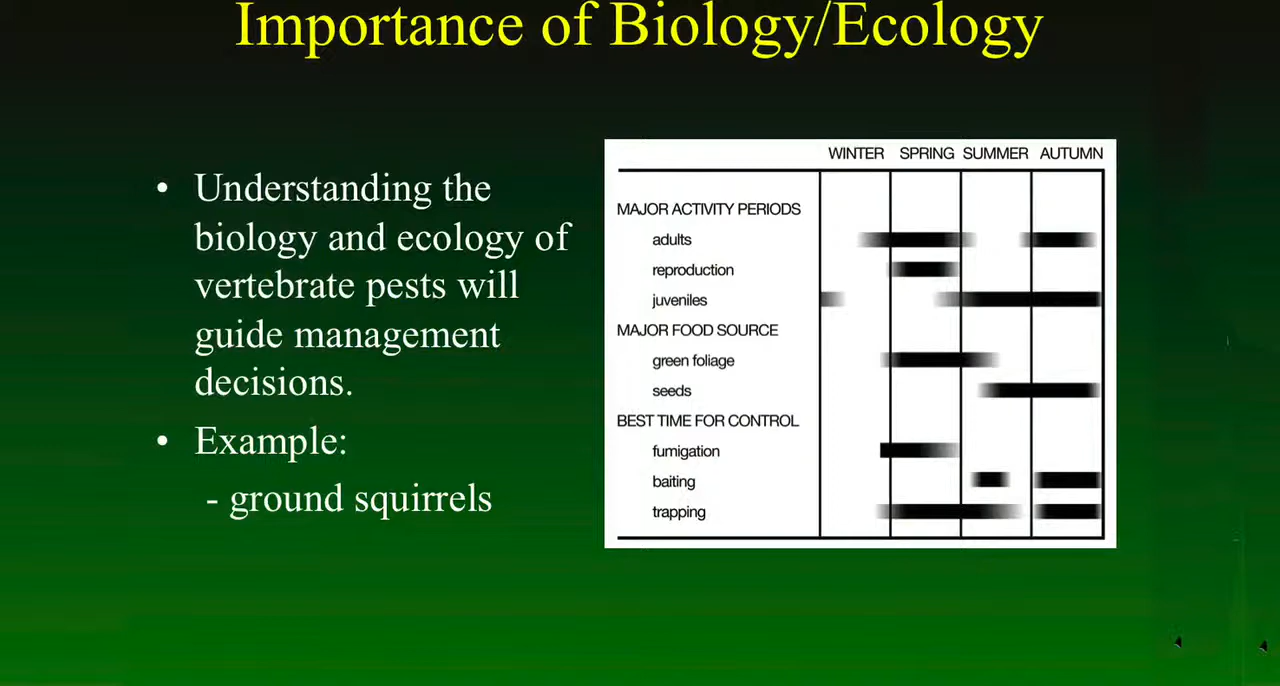 Importance of Biology/Ecology
• Understanding the
biology and ecology of
vertebrate pests will
guide management
decisions.
• Example:
- ground squirrels
WINTER SPRING SUMMER AUTUMN
MAJOR ACTIVITY PERIODS
adults
reproduction
juveniles
MAJOR FOOD SOURCE
green foliage
seeds
BEST TIME FOR CONTROL
fumigation
baiting
trapping